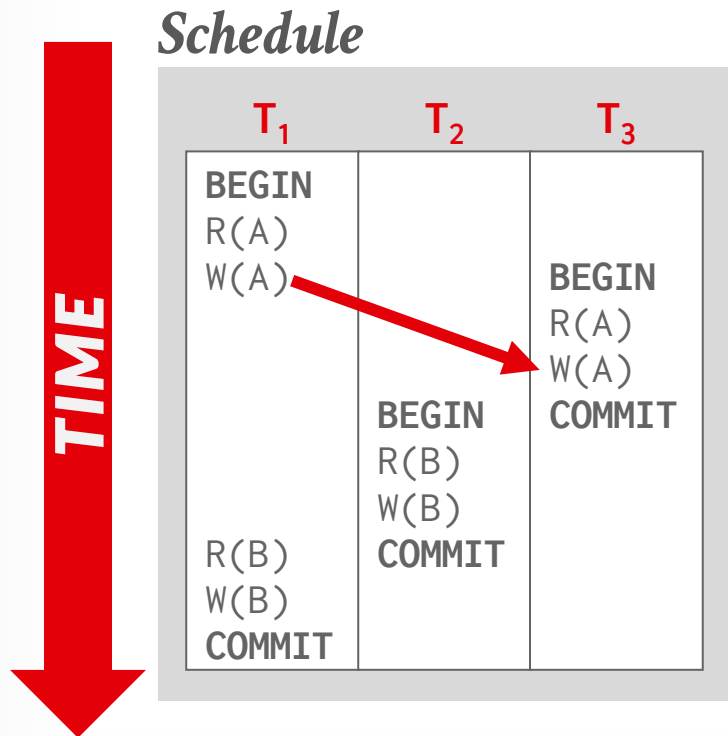 Schedule
TIME
T₁ T₂ T₃
BEGIN
R(A)
W(A) BEGIN
R(A)
W(A)
BEGIN COMMIT
R(B)
W(B)
R(B) COMMIT
W(B)
COMMIT